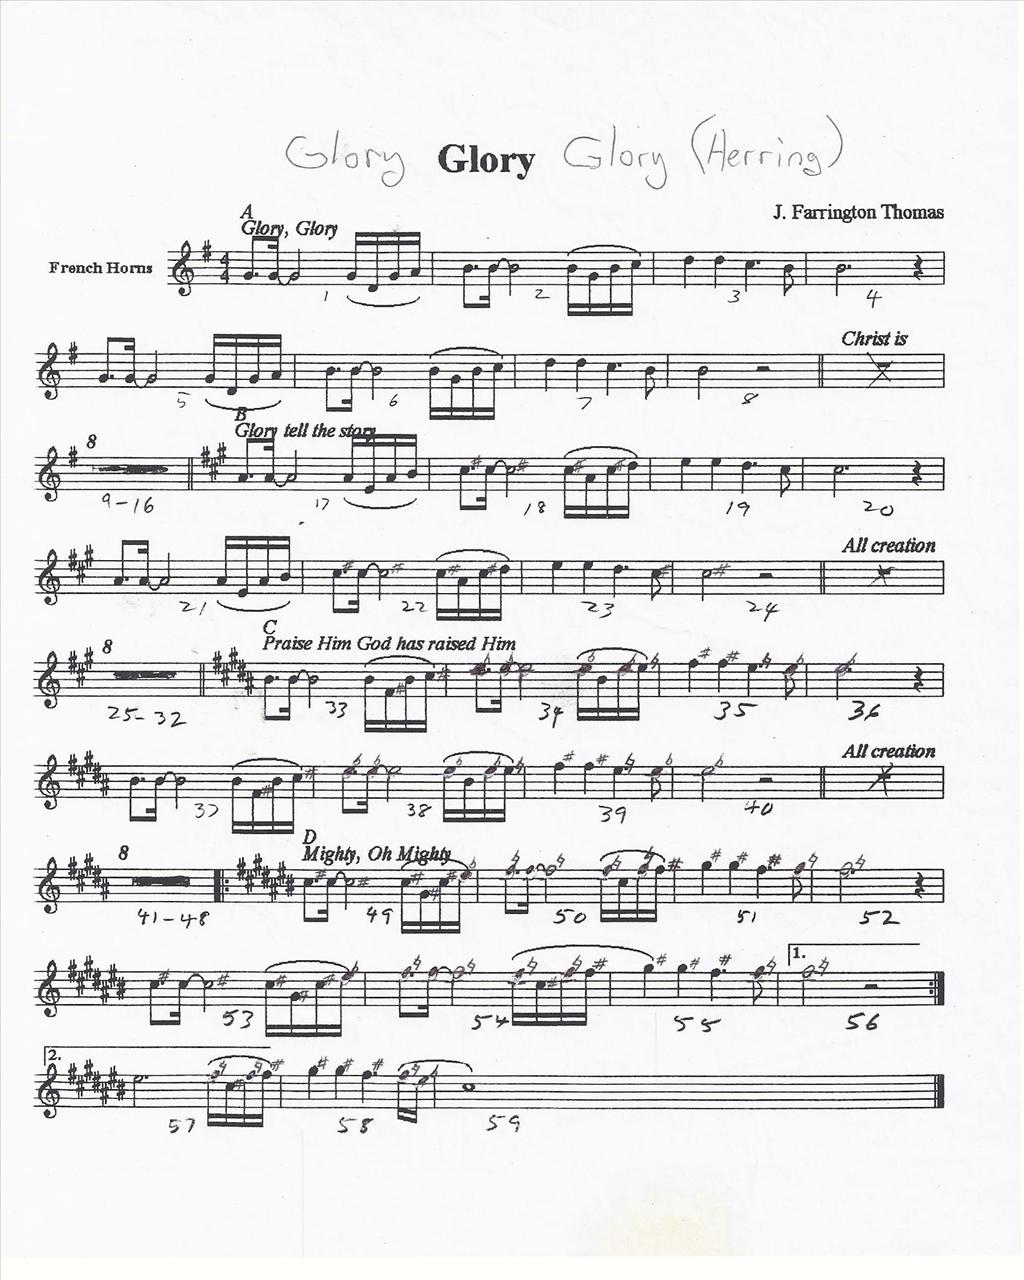 Glory Glory Glory (Herring)
J. Farrington Thomas
A
Glory, Glory
French Horns
1 2 3 4
Christ is
5 6 7 8
B
8 Glory tell the story
9-16 17 18 19 20
All creation
21 22 23 24
C
8 Praise Him God has raised Him
25-32 33 34 35 36
All creation
37 38 39 40
D
8 Mighty, Oh Mighty
41-48 49 50 51 52
1.
53 54 55 56
2.
57 58 59